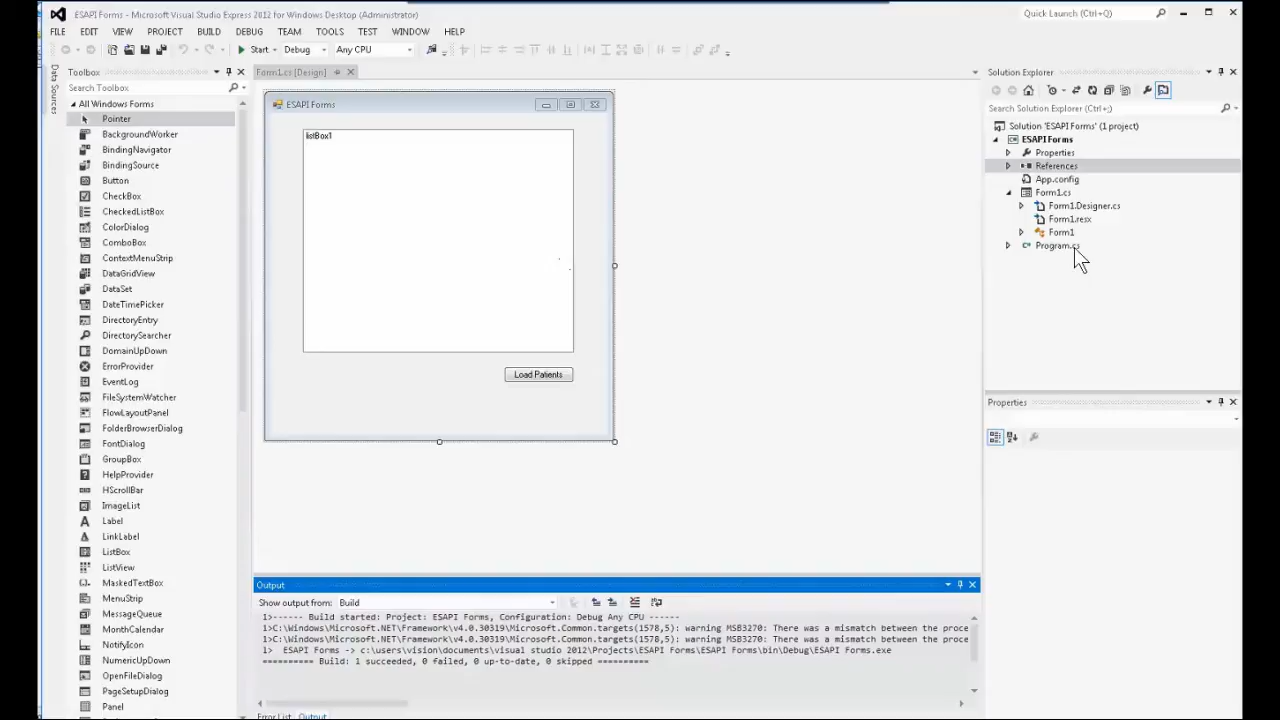 ESAPI Forms - Microsoft Visual Studio Express 2012 for Windows Desktop (Administrator)
Quick Launch (Ctrl+Q)
FILE EDIT VIEW PROJECT BUILD DEBUG TEAM TOOLS TEST WINDOW HELP
Start Debug Any CPU
Data Sources
Toolbox
Search Toolbox
All Windows Forms
Pointer
BackgroundWorker
BindingNavigator
BindingSource
Button
CheckBox
CheckedListBox
ColorDialog
ComboBox
ContextMenuStrip
DataGridView
DataSet
DateTimePicker
DirectoryEntry
DirectorySearcher
DomainUpDown
ErrorProvider
EventLog
FileSystemWatcher
FlowLayoutPanel
FolderBrowserDialog
FontDialog
GroupBox
HelpProvider
HScrollBar
ImageList
Label
LinkLabel
ListBox
ListView
MaskedTextBox
MenuStrip
MessageQueue
MonthCalendar
NotifyIcon
NumericUpDown
OpenFileDialog
PageSetupDialog
Panel
Form1.cs [Design]
ESAPI Forms
listBox1
Load Patients
Output
Show output from: Build
1>------ Build started: Project: ESAPI Forms, Configuration: Debug Any CPU ------
1>C:\Windows\Microsoft.NET\Framework\v4.0.30319\Microsoft.Common.targets(1578,5): warning MSB3270: There was a mismatch between the proce
1>C:\Windows\Microsoft.NET\Framework\v4.0.30319\Microsoft.Common.targets(1578,5): warning MSB3270: There was a mismatch between the proce
1> ESAPI Forms -> c:\users\vision\documents\visual studio 2012\Projects\ESAPI Forms\ESAPI Forms\bin\Debug\ESAPI Forms.exe
========== Build: 1 succeeded, 0 failed, 0 up-to-date, 0 skipped ==========
Error List Output
Solution Explorer
Search Solution Explorer (Ctrl+;)
Solution 'ESAPI Forms' (1 project)
ESAPI Forms
Properties
References
App.config
Form1.cs
Form1.Designer.cs
Form1.resx
Form1
Program.cs
Properties